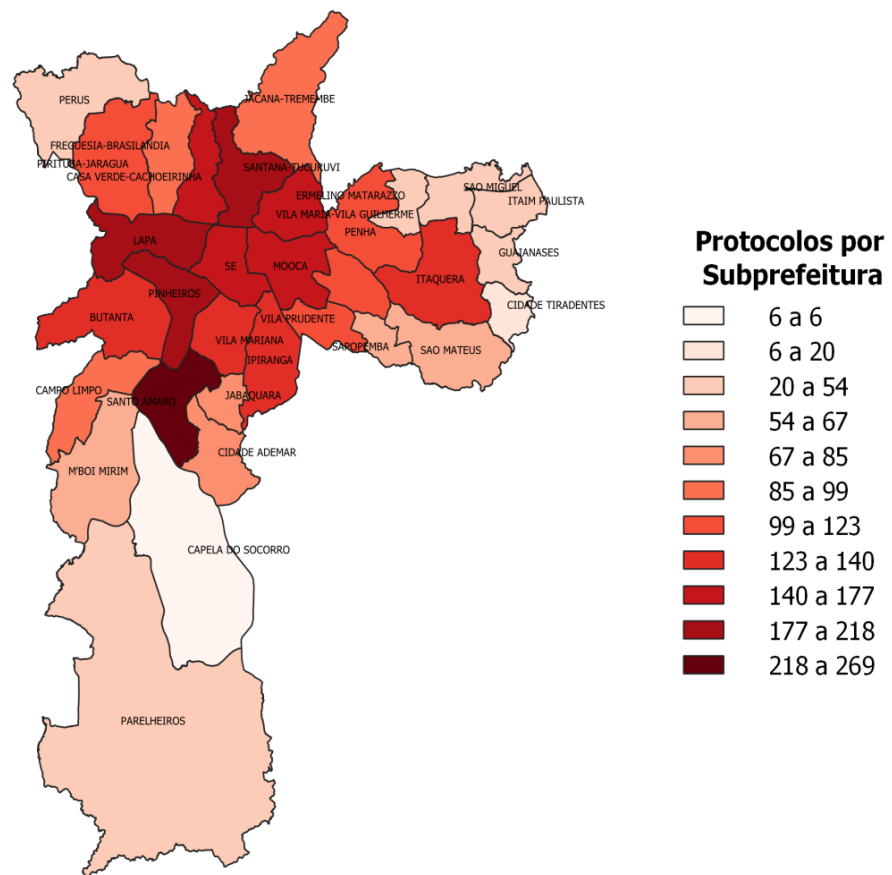 PERUS
JACANA-TREMEMBE
FREGUESIA-BRASILANDIA
PIRITUBA-JARAGUA
CASA VERDE-CACHOEIRINHA
SANTANA-TUCURUVI
ERMELINO MATARAZZO
SAO MIGUEL
ITAIM PAULISTA
VILA MARIA-VILA GUILHERME
PENHA
LAPA
SE
MOOCA
ITAQUERA
GUAIANASES
PINHEIROS
CIDADE TIRADENTES
BUTANTA
VILA PRUDENTE
VILA MARIANA
SAPOPEMBA
SAO MATEUS
IPIRANGA
CAMPO LIMPO
SANTO AMARO
JABAQUARA
CIDADE ADEMAR
M'BOI MIRIM
CAPELA DO SOCORRO
PARELHEIROS
Protocolos por
Subprefeitura
6 a 6
6 a 20
20 a 54
54 a 67
67 a 85
85 a 99
99 a 123
123 a 140
140 a 177
177 a 218
218 a 269